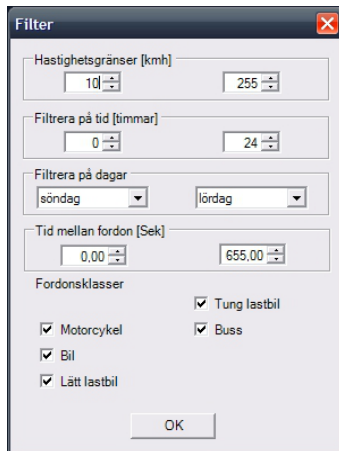 Filter
Hastighetsgränser [kmh]
10 255
Filtrera på tid [timmar]
0 24
Filtrera på dagar
söndag lördag
Tid mellan fordon [Sek]
0,00 655,00
Fordonsklasser
Tung lastbil
Motorcykel Buss
Bil
Lätt lastbil
OK